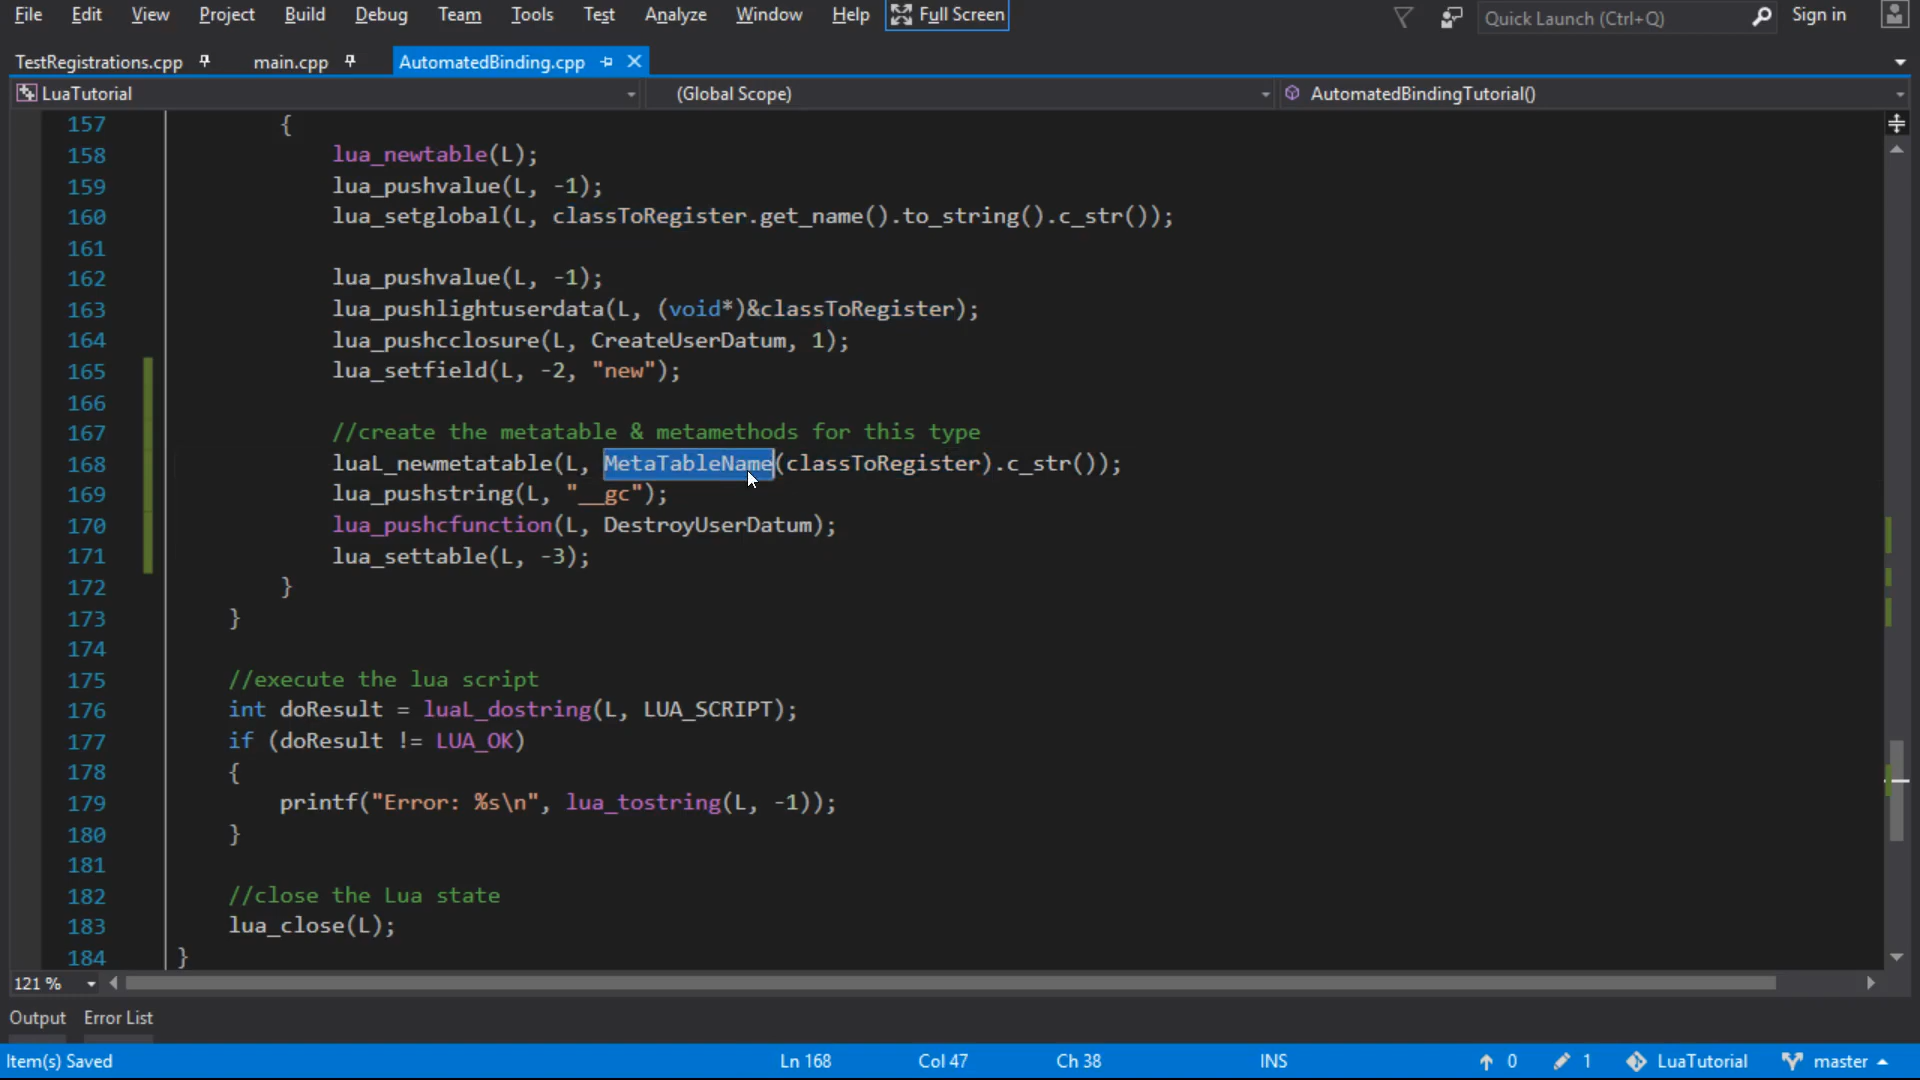 File Edit View Project Build Debug Team Tools Test Analyze Window Help Full Screen Quick Launch (Ctrl+Q) Sign in
TestRegistrations.cpp main.cpp AutomatedBinding.cpp
LuaTutorial (Global Scope) AutomatedBindingTutorial()
157 {
158 lua_newtable(L);
159 lua_pushvalue(L, -1);
160 lua_setglobal(L, classToRegister.get_name().to_string().c_str());
161
162 lua_pushvalue(L, -1);
163 lua_pushlightuserdata(L, (void*)&classToRegister);
164 lua_pushcclosure(L, CreateUserDatum, 1);
165 lua_setfield(L, -2, "new");
166
167 //create the metatable & metamethods for this type
168 luaL_newmetatable(L, MetaTableName(classToRegister).c_str());
169 lua_pushstring(L, "__gc");
170 lua_pushcfunction(L, DestroyUserDatum);
171 lua_settable(L, -3);
172 }
173 }
174
175 //execute the lua script
176 int doResult = luaL_dostring(L, LUA_SCRIPT);
177 if (doResult != LUA_OK)
178 {
179 printf("Error: %s\n", lua_tostring(L, -1));
180 }
181
182 //close the Lua state
183 lua_close(L);
184 }
121 %
Output Error List
Item(s) Saved Ln 168 Col 47 Ch 38 INS 0 1 LuaTutorial master